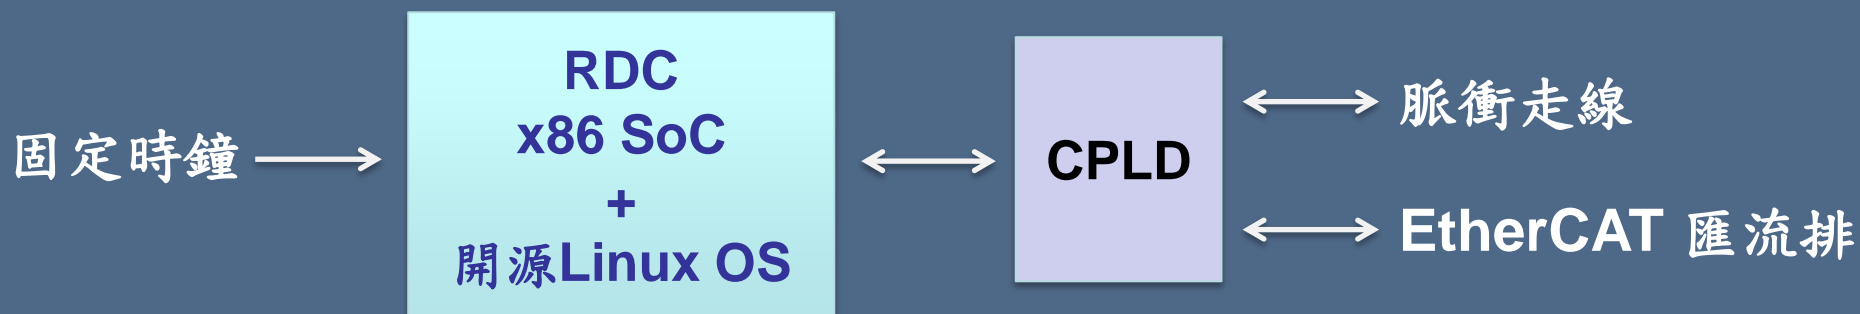 固定時鐘
RDC
x86 SoC
+
開源Linux OS
CPLD
脈衝走線
EtherCAT 匯流排